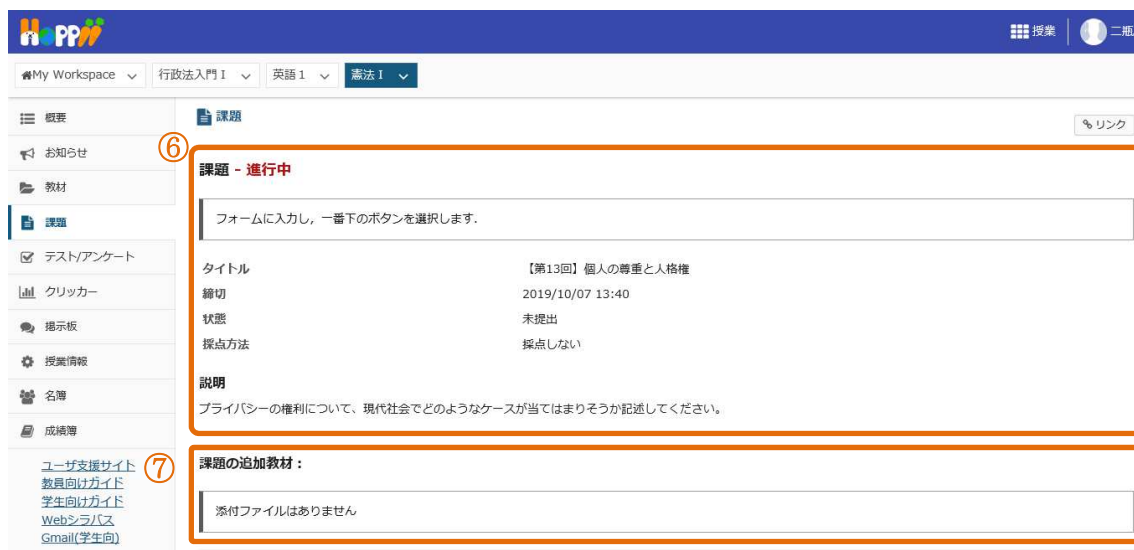 HOPPii
授業
二瓶
My Workspace
行政法入門Ⅰ
英語1
憲法Ⅰ
概要
お知らせ
教材
課題
テスト/アンケート
クリッカー
掲示板
授業情報
名簿
成績簿
ユーザ支援サイト
教員向けガイド
学生向けガイド
Webシラバス
Gmail(学生向)
課題
リンク
⑥
課題 - 進行中
フォームに入力し，一番下のボタンを選択します.
タイトル 【第13回】個人の尊重と人格権
締切 2019/10/07 13:40
状態 未提出
採点方法 採点しない
説明
プライバシーの権利について、現代社会でどのようなケースが当てはまりそうか記述してください。
⑦
課題の追加教材：
添付ファイルはありません